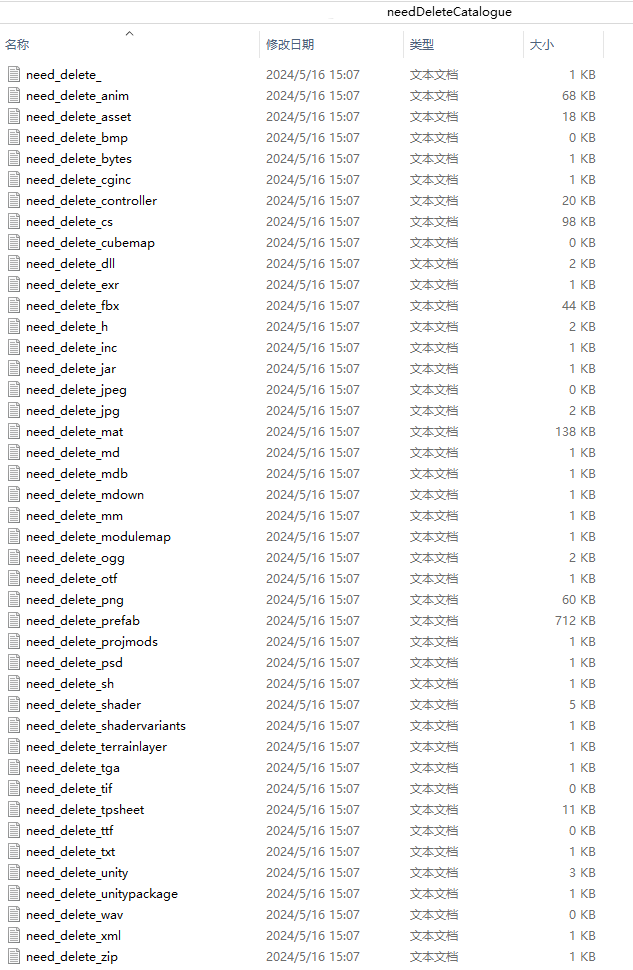 needDeleteCatalogue
名称 修改日期 类型 大小
need_delete_ 2024/5/16 15:07 文本文档 1 KB
need_delete_anim 2024/5/16 15:07 文本文档 68 KB
need_delete_asset 2024/5/16 15:07 文本文档 18 KB
need_delete_bmp 2024/5/16 15:07 文本文档 0 KB
need_delete_bytes 2024/5/16 15:07 文本文档 1 KB
need_delete_cginc 2024/5/16 15:07 文本文档 1 KB
need_delete_controller 2024/5/16 15:07 文本文档 20 KB
need_delete_cs 2024/5/16 15:07 文本文档 98 KB
need_delete_cubemap 2024/5/16 15:07 文本文档 0 KB
need_delete_dll 2024/5/16 15:07 文本文档 2 KB
need_delete_exr 2024/5/16 15:07 文本文档 1 KB
need_delete_fbx 2024/5/16 15:07 文本文档 44 KB
need_delete_h 2024/5/16 15:07 文本文档 2 KB
need_delete_inc 2024/5/16 15:07 文本文档 1 KB
need_delete_jar 2024/5/16 15:07 文本文档 1 KB
need_delete_jpeg 2024/5/16 15:07 文本文档 0 KB
need_delete_jpg 2024/5/16 15:07 文本文档 2 KB
need_delete_mat 2024/5/16 15:07 文本文档 138 KB
need_delete_md 2024/5/16 15:07 文本文档 1 KB
need_delete_mdb 2024/5/16 15:07 文本文档 1 KB
need_delete_mdown 2024/5/16 15:07 文本文档 1 KB
need_delete_mm 2024/5/16 15:07 文本文档 1 KB
need_delete_modulemap 2024/5/16 15:07 文本文档 1 KB
need_delete_ogg 2024/5/16 15:07 文本文档 2 KB
need_delete_otf 2024/5/16 15:07 文本文档 1 KB
need_delete_png 2024/5/16 15:07 文本文档 60 KB
need_delete_prefab 2024/5/16 15:07 文本文档 712 KB
need_delete_projmods 2024/5/16 15:07 文本文档 1 KB
need_delete_psd 2024/5/16 15:07 文本文档 1 KB
need_delete_sh 2024/5/16 15:07 文本文档 1 KB
need_delete_shader 2024/5/16 15:07 文本文档 5 KB
need_delete_shadervariants 2024/5/16 15:07 文本文档 1 KB
need_delete_terrainlayer 2024/5/16 15:07 文本文档 1 KB
need_delete_tga 2024/5/16 15:07 文本文档 1 KB
need_delete_tif 2024/5/16 15:07 文本文档 0 KB
need_delete_tpsheet 2024/5/16 15:07 文本文档 11 KB
need_delete_ttf 2024/5/16 15:07 文本文档 0 KB
need_delete_txt 2024/5/16 15:07 文本文档 1 KB
need_delete_unity 2024/5/16 15:07 文本文档 3 KB
need_delete_unitypackage 2024/5/16 15:07 文本文档 1 KB
need_delete_wav 2024/5/16 15:07 文本文档 0 KB
need_delete_xml 2024/5/16 15:07 文本文档 1 KB
need_delete_zip 2024/5/16 15:07 文本文档 1 KB